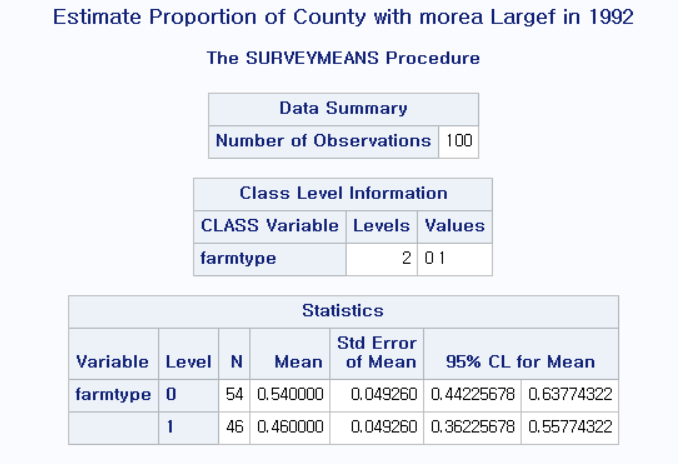 Estimate Proportion of County with morea Largef in 1992
The SURVEYMEANS Procedure
Data Summary
Number of Observations 100
Class Level Information
CLASS Variable Levels Values
farmtype 2 0 1
Statistics
Variable Level N Mean Std Error of Mean 95% CL for Mean
farmtype 0 54 0.540000 0.049260 0.44225678 0.63774322
1 46 0.460000 0.049260 0.36225678 0.55774322